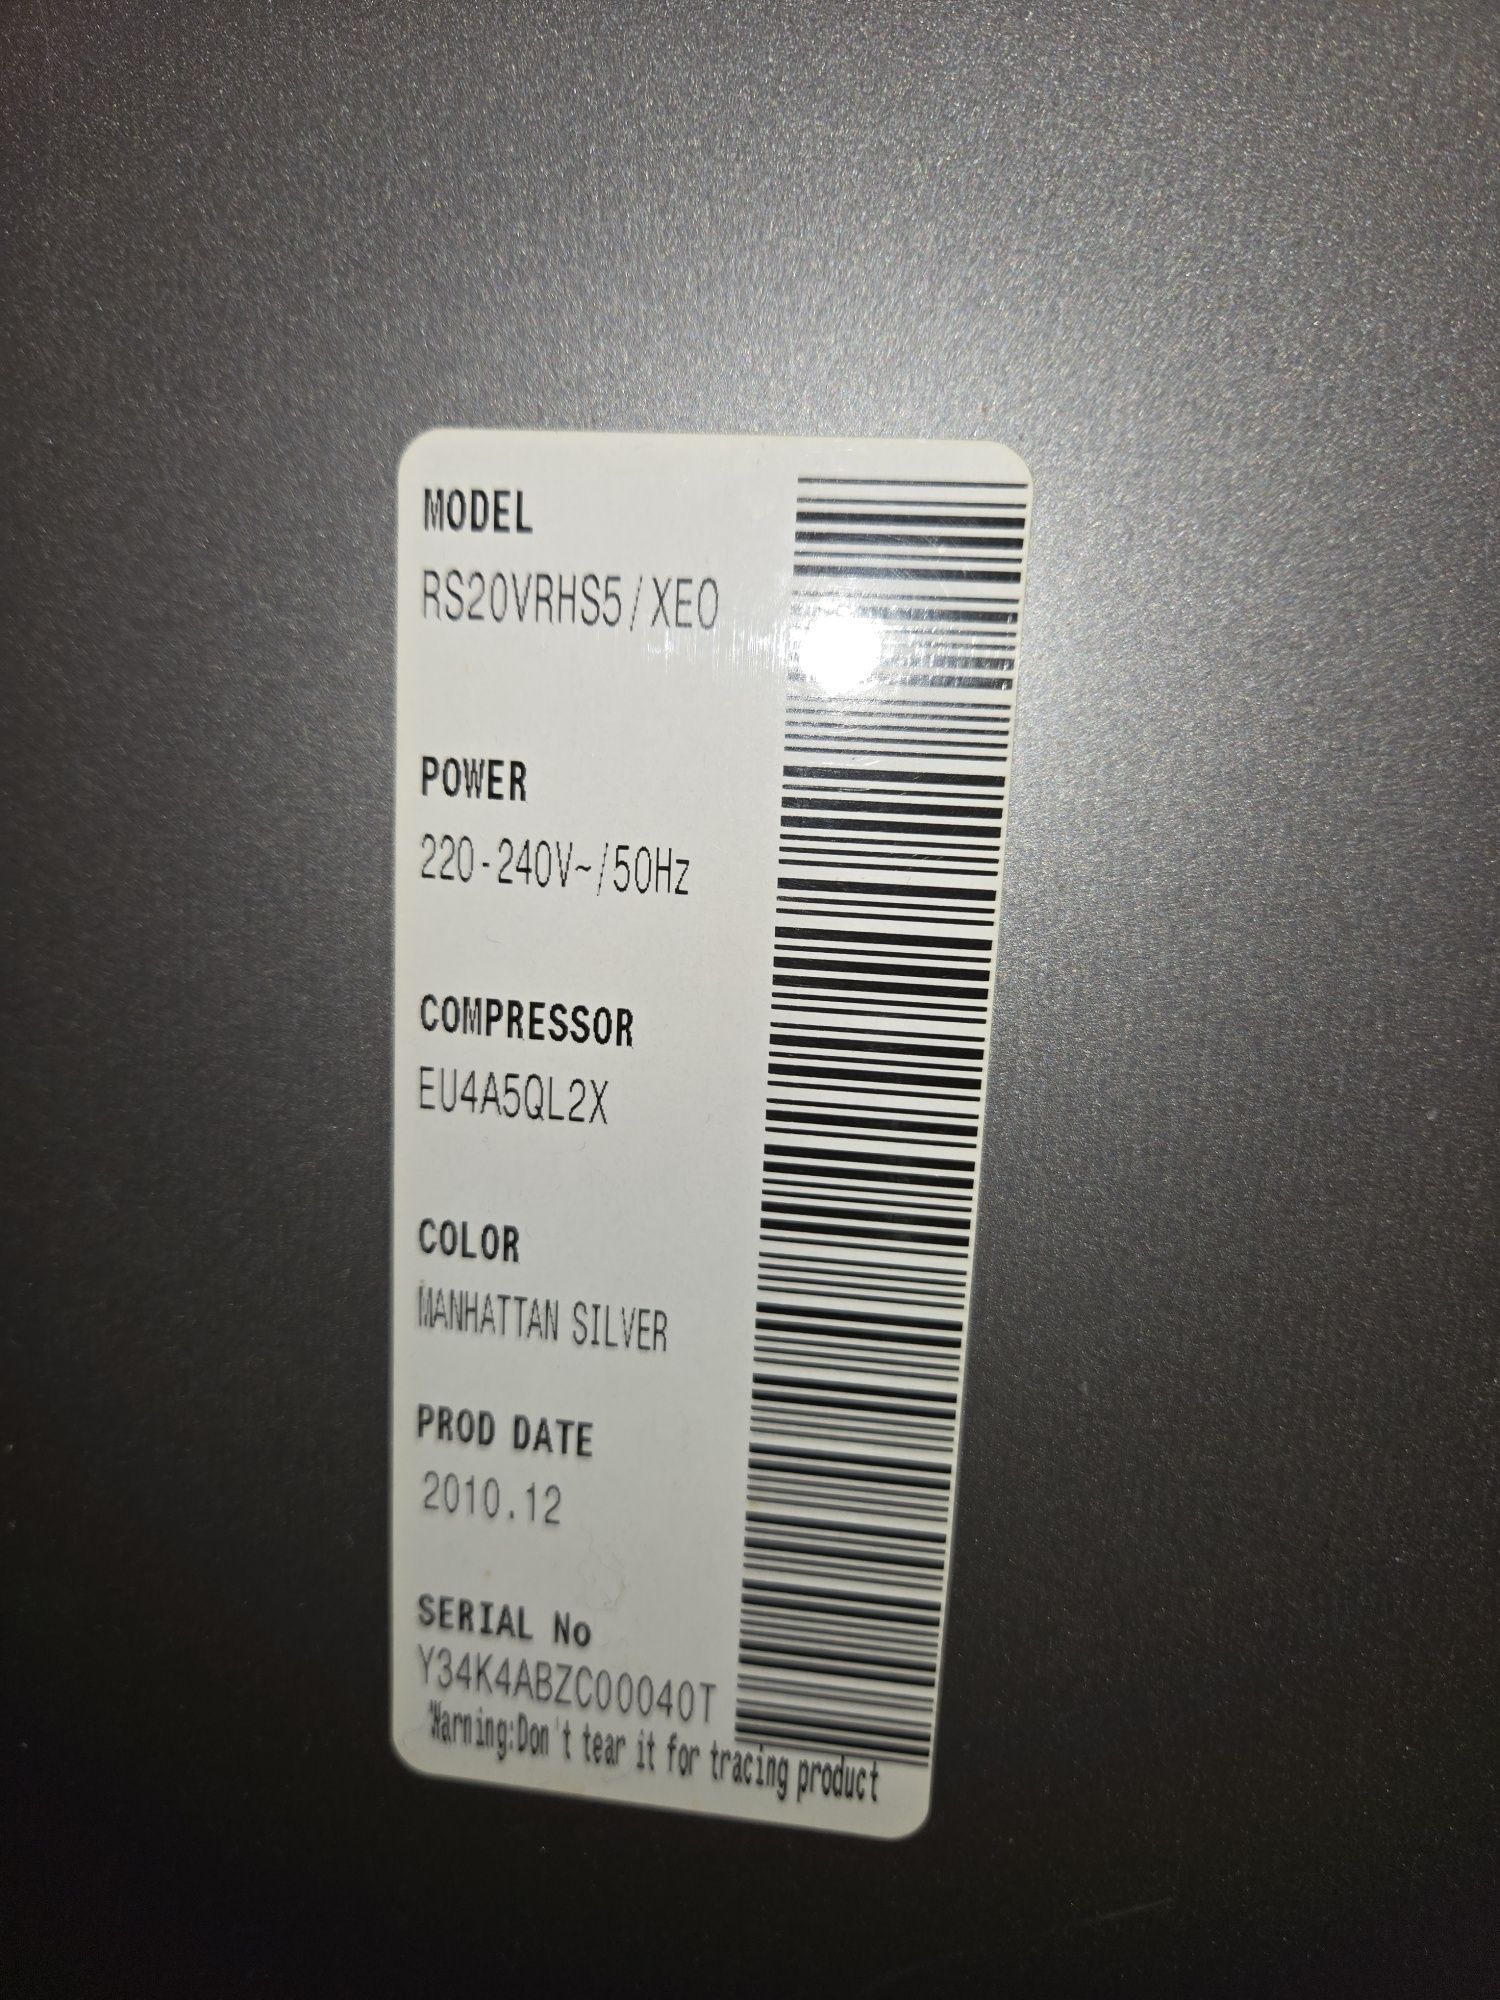 MODEL
RS20VRHS5/XEO
POWER
220-240V~/50Hz
COMPRESSOR
EU4A5QL2X
COLOR
MANHATTAN SILVER
PROD DATE
2010.12
SERIAL No
Y34K4ABZC00040T
Warning:Don't tear it for tracing product